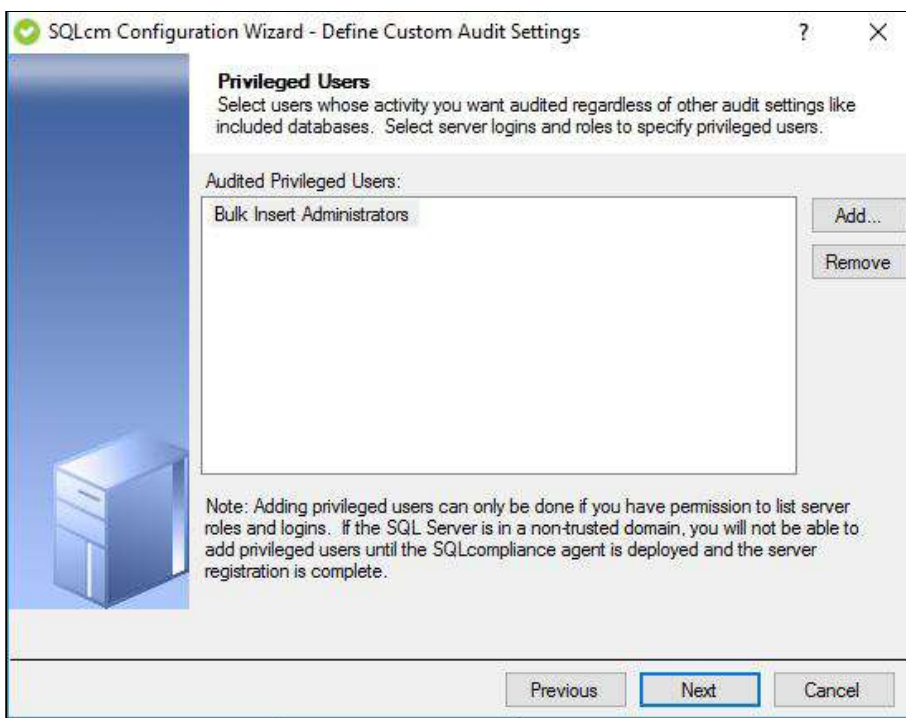 SQLcm Configuration Wizard - Define Custom Audit Settings
?
Privileged Users
Select users whose activity you want audited regardless of other audit settings like
included databases. Select server logins and roles to specify privileged users.
Audited Privileged Users:
Bulk Insert Administrators
Add...
Remove
Note: Adding privileged users can only be done if you have permission to list server
roles and logins. If the SQL Server is in a non-trusted domain, you will not be able to
add privileged users until the SQLcompliance agent is deployed and the server
registration is complete.
Previous
Next
Cancel